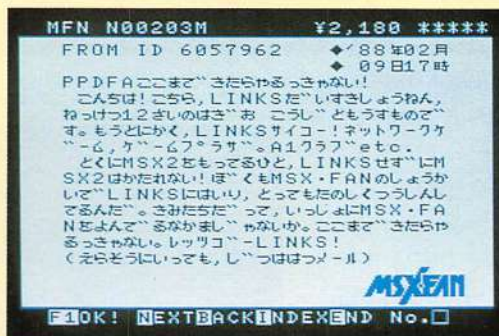 MFN N00203M ¥2,180 *****
FROM ID 6057962 ◆'88年02月
◆ 09日17時
PPDFAここまで゛きたらやるっきゃない!
こんちは!こちら,LINKSだ゛いすきしょうねん,
ねっけつ12さいのはぎ゛お こうし゛ともうすもので゛
す。もうとにかく,LINKSサイコー!ネットワークケ
゛ーム,ケ゛ームフ゜ラサ゛。A1クラフ゛etc.
とくにMSX2をもってるひと,LINKSせす゛にM
SX2はかたれない!ほ゛くもMSX・FANのしょうか
いで゛LINKSにはいり,とってもたのしくつうしんし
てるんだ゛。きみたちだ゛って,いっしょにMSX・FA
Nをよんで゛るなかまし゛ゃないか。ここまで゛きたらや
るっきゃない。レッツコ゛ーLINKS!
(えらそうにいっても,し゛つははつメール)
MSX・FAN
F1OK! NEXTBACKINDEXEND No.□